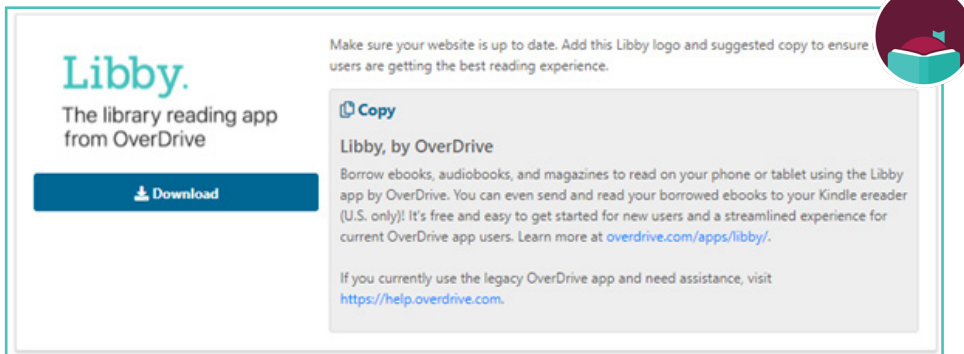 Libby.
The library reading app
from OverDrive
Download
Make sure your website is up to date. Add this Libby logo and suggested copy to ensure
users are getting the best reading experience.
Copy
Libby, by OverDrive
Borrow ebooks, audiobooks, and magazines to read on your phone or tablet using the Libby
app by OverDrive. You can even send and read your borrowed ebooks to your Kindle ereader
(U.S. only)! It's free and easy to get started for new users and a streamlined experience for
current OverDrive app users. Learn more at overdrive.com/apps/libby/.
If you currently use the legacy OverDrive app and need assistance, visit
https://help.overdrive.com.